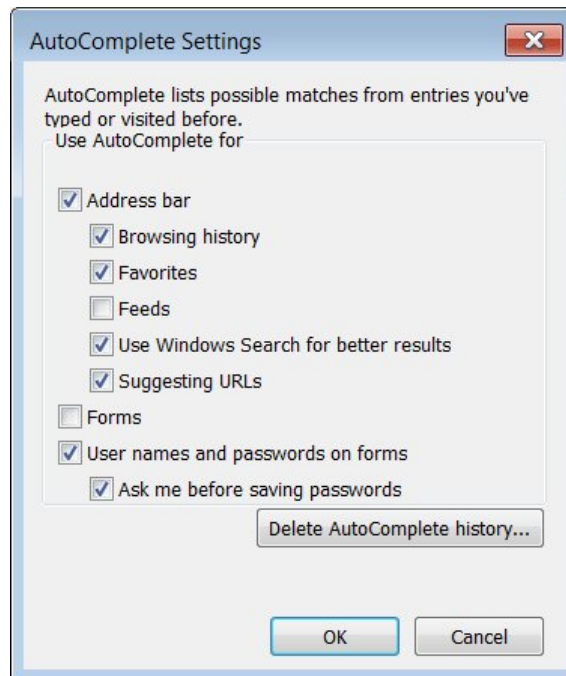 AutoComplete Settings
AutoComplete lists possible matches from entries you've
typed or visited before.
Use AutoComplete for
Address bar
Browsing history
Favorites
Feeds
Use Windows Search for better results
Suggesting URLs
Forms
User names and passwords on forms
Ask me before saving passwords
Delete AutoComplete history...
OK
Cancel